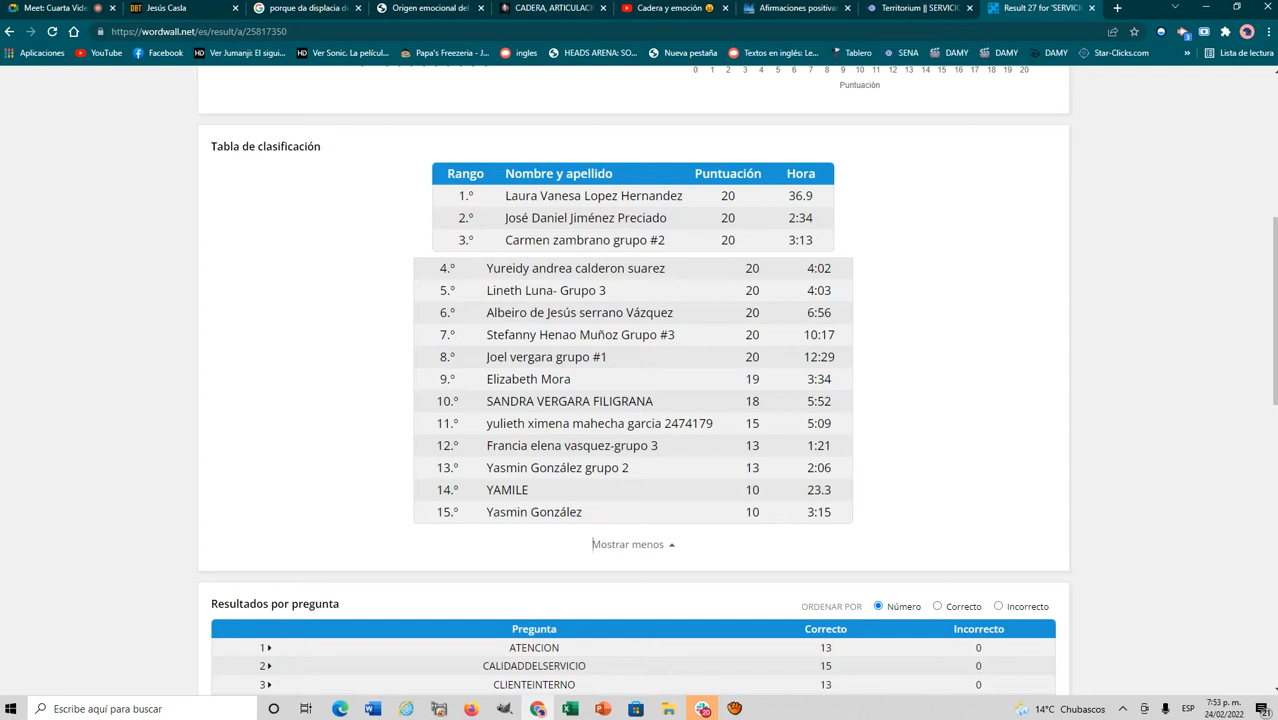 Meet: Cuarta Vide
Jesús Casla
porque da displacia d
Origen emocional del
CADERA, ARTICULAC
Cadera y emoción
Afirmaciones positivas
Territorium || SERVICI
Result 27 for 'SERVICI
https://wordwall.net/es/result/a/25817350
Aplicaciones
YouTube
Facebook
Ver Jumanji: El sigui...
Ver Sonic. La pelícu...
Papa's Freezeria - J...
ingles
HEADS ARENA: SO...
Nueva pestaña
Textos en inglés: Le...
Tablero
SENA
DAMY
DAMY
DAMY
Star-Clicks.com
»
Lista de lectura
0 1 2 3 4 5 6 7 8 9 10 11 12 13 14 15 16 17 18 19 20
Puntuación
Tabla de clasificación
Rango Nombre y apellido Puntuación Hora
1.º Laura Vanesa Lopez Hernandez 20 36.9
2.º José Daniel Jiménez Preciado 20 2:34
3.º Carmen zambrano grupo #2 20 3:13
4.º Yureidy andrea calderon suarez 20 4:02
5.º Lineth Luna- Grupo 3 20 4:03
6.º Albeiro de Jesús serrano Vázquez 20 6:56
7.º Stefanny Henao Muñoz Grupo #3 20 10:17
8.º Joel vergara grupo #1 20 12:29
9.º Elizabeth Mora 19 3:34
10.º SANDRA VERGARA FILIGRANA 18 5:52
11.º yulieth ximena mahecha garcia 2474179 15 5:09
12.º Francia elena vasquez-grupo 3 13 1:21
13.º Yasmin González grupo 2 13 2:06
14.º YAMILE 10 23.3
15.º Yasmin González 10 3:15
Mostrar menos
Resultados por pregunta
ORDENAR POR Número Correcto Incorrecto
Pregunta Correcto Incorrecto
1 ATENCION 13 0
2 CALIDADDELSERVICIO 15 0
3 CLIENTEINTERNO 13 0
Escribe aquí para buscar
20
14°C Chubascos
ESP
7:53 p. m.
24/02/2022